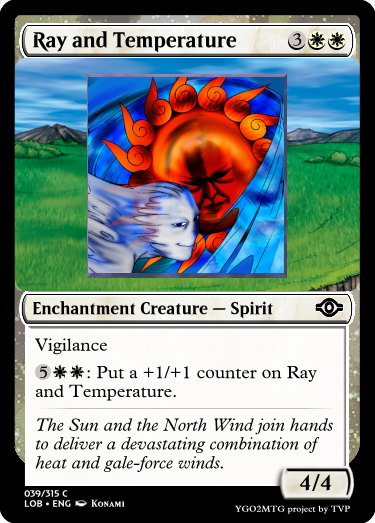 Ray and Temperature 3
Enchantment Creature — Spirit
Vigilance
5: Put a +1/+1 counter on Ray
and Temperature.
The Sun and the North Wind join hands
to deliver a devastating combination of
heat and gale-force winds.
4/4
039/315 C
LOB • ENG Konami
YGO2MTG project by TVP